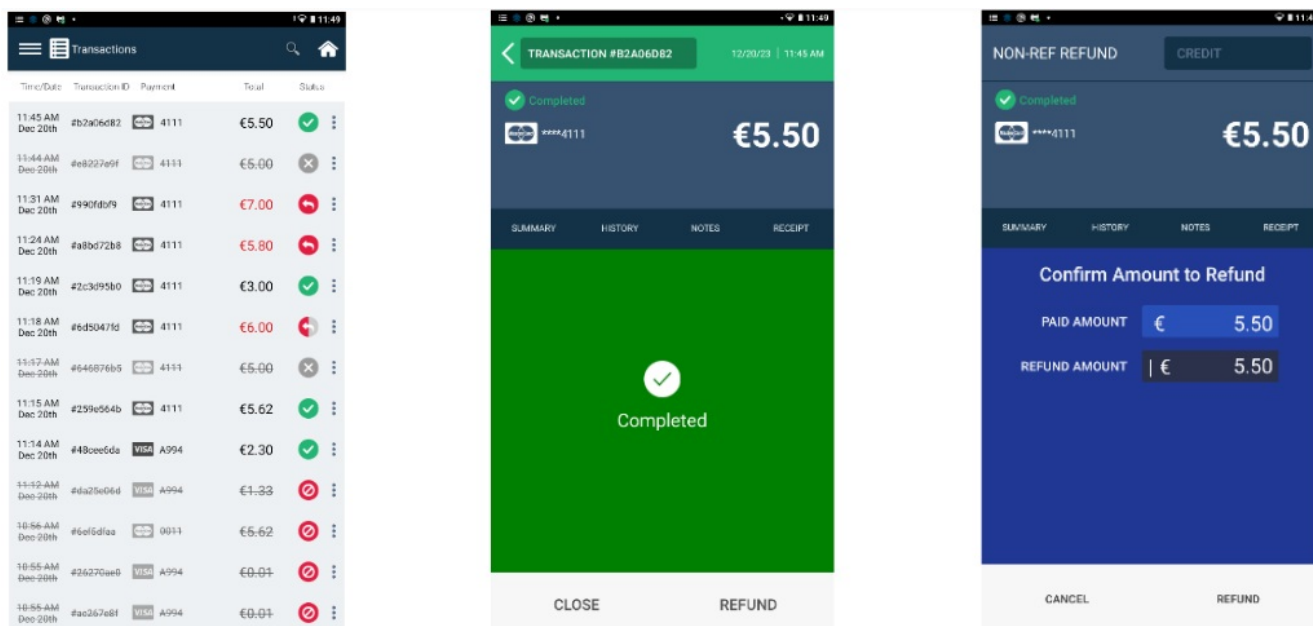 11:49
Transactions
Time/Date Transaction ID Payment Total Status
11:45 AM
Dec 20th #b2a06d82 4111 €5.50
11:44 AM
Dec 20th #e8227a9f 4111 €5.00
11:31 AM
Dec 20th #990fdbf9 4111 €7.00
11:24 AM
Dec 20th #a8bd72b8 4111 €5.80
11:19 AM
Dec 20th #2c3d95b0 4111 €3.00
11:18 AM
Dec 20th #6d5047fd 4111 €6.00
11:17 AM
Dec 20th #646876b5 4111 €5.00
11:15 AM
Dec 20th #259e564b 4111 €5.62
11:14 AM
Dec 20th #48cee6da VISA A994 €2.30
11:12 AM
Dec 20th #da25e06d VISA A994 €1.33
10:56 AM
Dec 20th 0011 €5.62
10:55 AM
Dec 20th #26270ae0 VISA A994 €0.01
10:55 AM
Dec 20th #ac267e8f VISA A994 €0.01
11:49
TRANSACTION #B2A06D82 12/20/23 | 11:45 AM
Completed
****4111 €5.50
SUMMARY HISTORY NOTES RECEIPT
Completed
CLOSE REFUND
NON-REF REFUND CREDIT
Completed
****4111 €5.50
SUMMARY HISTORY NOTES RECEIPT
Confirm Amount to Refund
PAID AMOUNT € 5.50
REFUND AMOUNT € 5.50
CANCEL REFUND